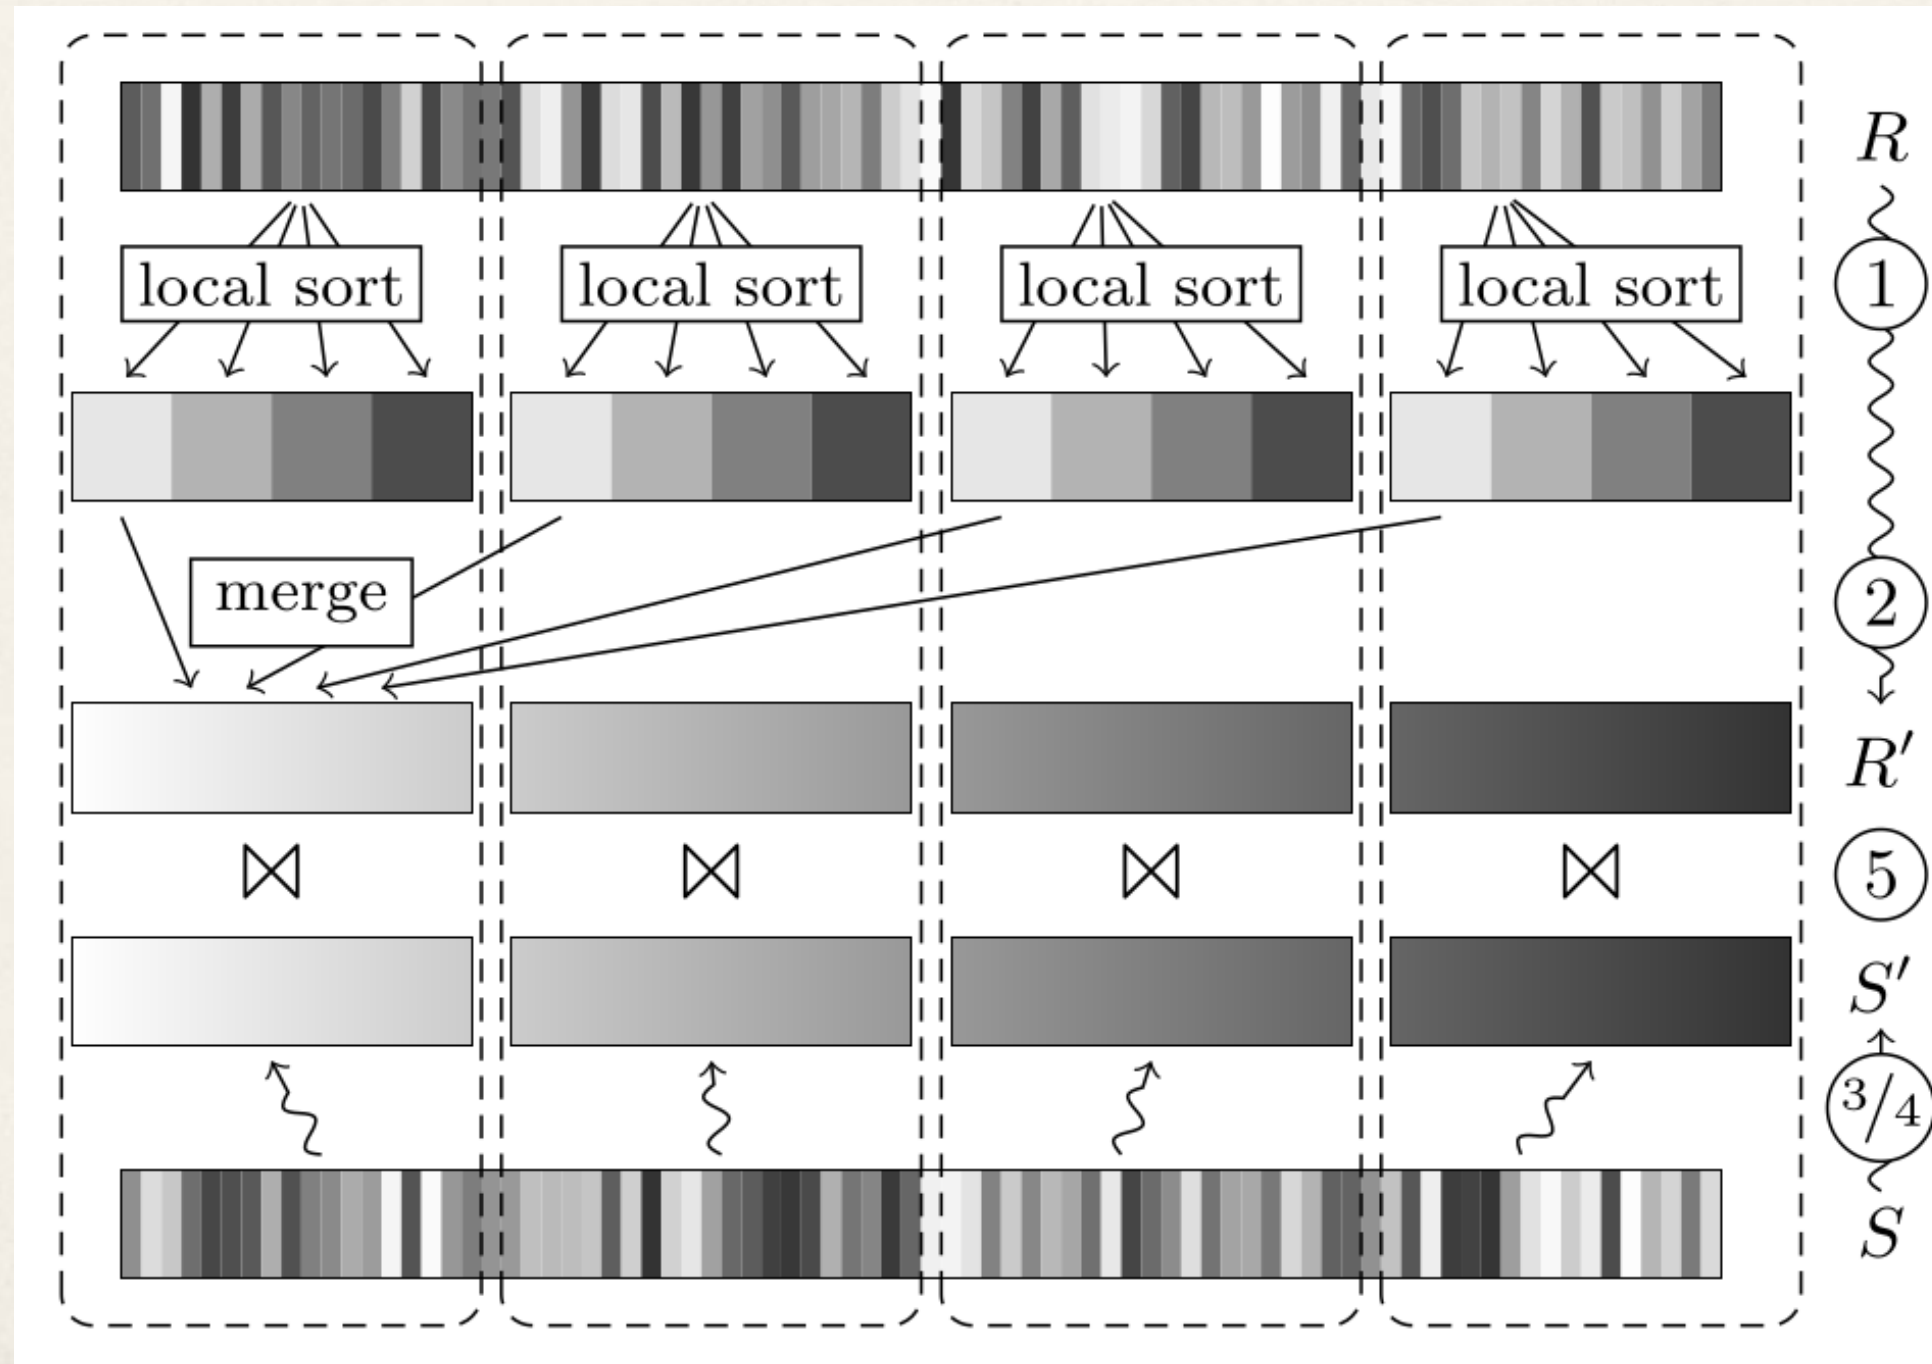 R
local sort local sort local sort local sort 1
merge 2
R′
⋈ ⋈ ⋈ ⋈ 5
S′
3/4
S